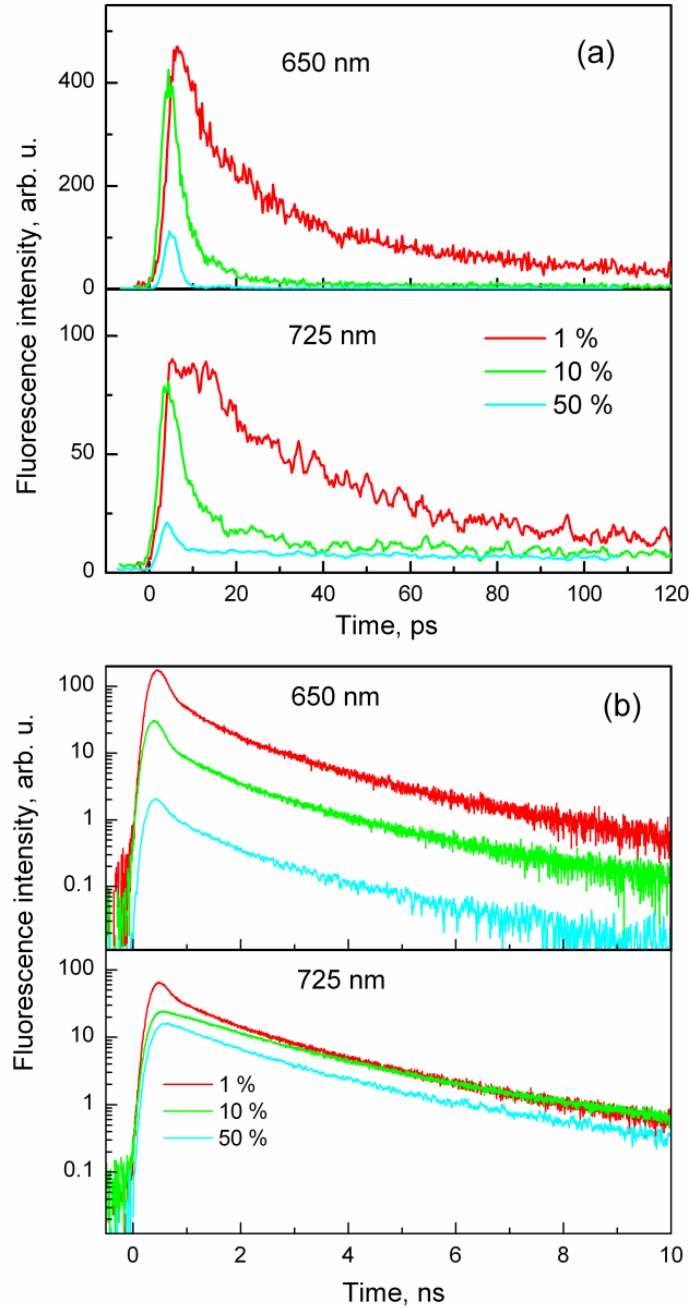 (a)
650 nm
400
200
0
Fluorescence intensity, arb. u.
725 nm
100
50
0
1 %
10 %
50 %
0 20 40 60 80 100 120
Time, ps
(b)
650 nm
100
10
1
0.1
Fluorescence intensity, arb. u.
725 nm
100
10
1
0.1
1 %
10 %
50 %
0 2 4 6 8 10
Time, ns